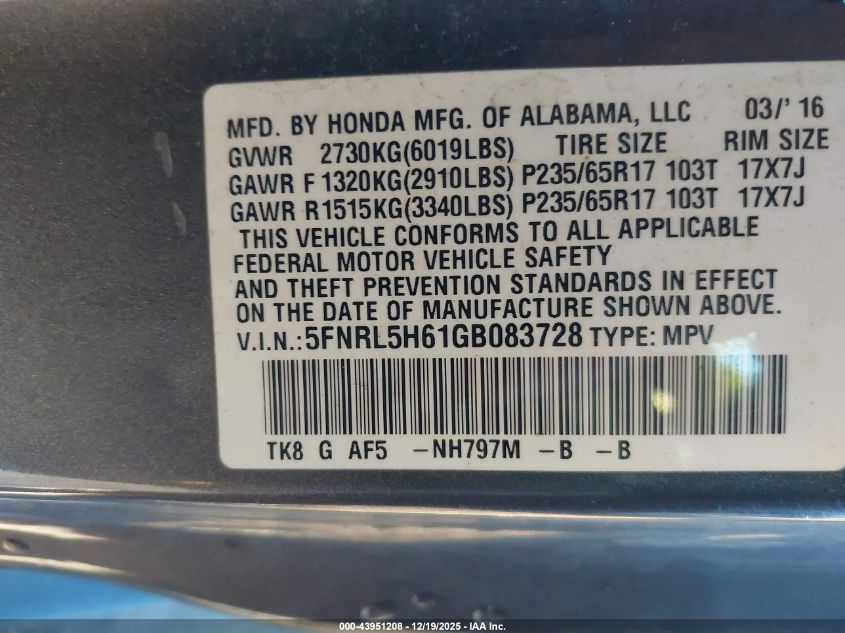 MFD. BY HONDA MFG. OF ALABAMA, LLC 03/' 16
GVWR 2730KG(6019LBS) TIRE SIZE RIM SIZE
GAWR F 1320KG(2910LBS) P235/65R17 103T 17X7J
GAWR R1515KG(3340LBS) P235/65R17 103T 17X7J
THIS VEHICLE CONFORMS TO ALL APPLICABLE
FEDERAL MOTOR VEHICLE SAFETY
AND THEFT PREVENTION STANDARDS IN EFFECT
ON THE DATE OF MANUFACTURE SHOWN ABOVE.
V.I.N.:5FNRL5H61GB083728 TYPE: MPV
TK8 G AF5 -NH797M -B -B
000-43951208 - 12/19/2025 - IAA Inc.